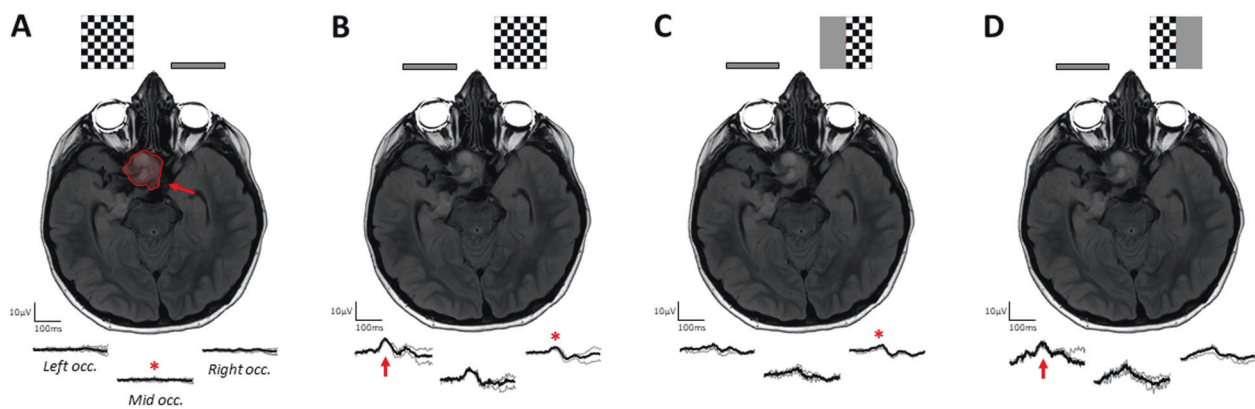 A
B
C
D
10μV
100ms
10μV
100ms
10μV
100ms
10μV
100ms
*
*
*
Left occ.
Right occ.
Mid occ.